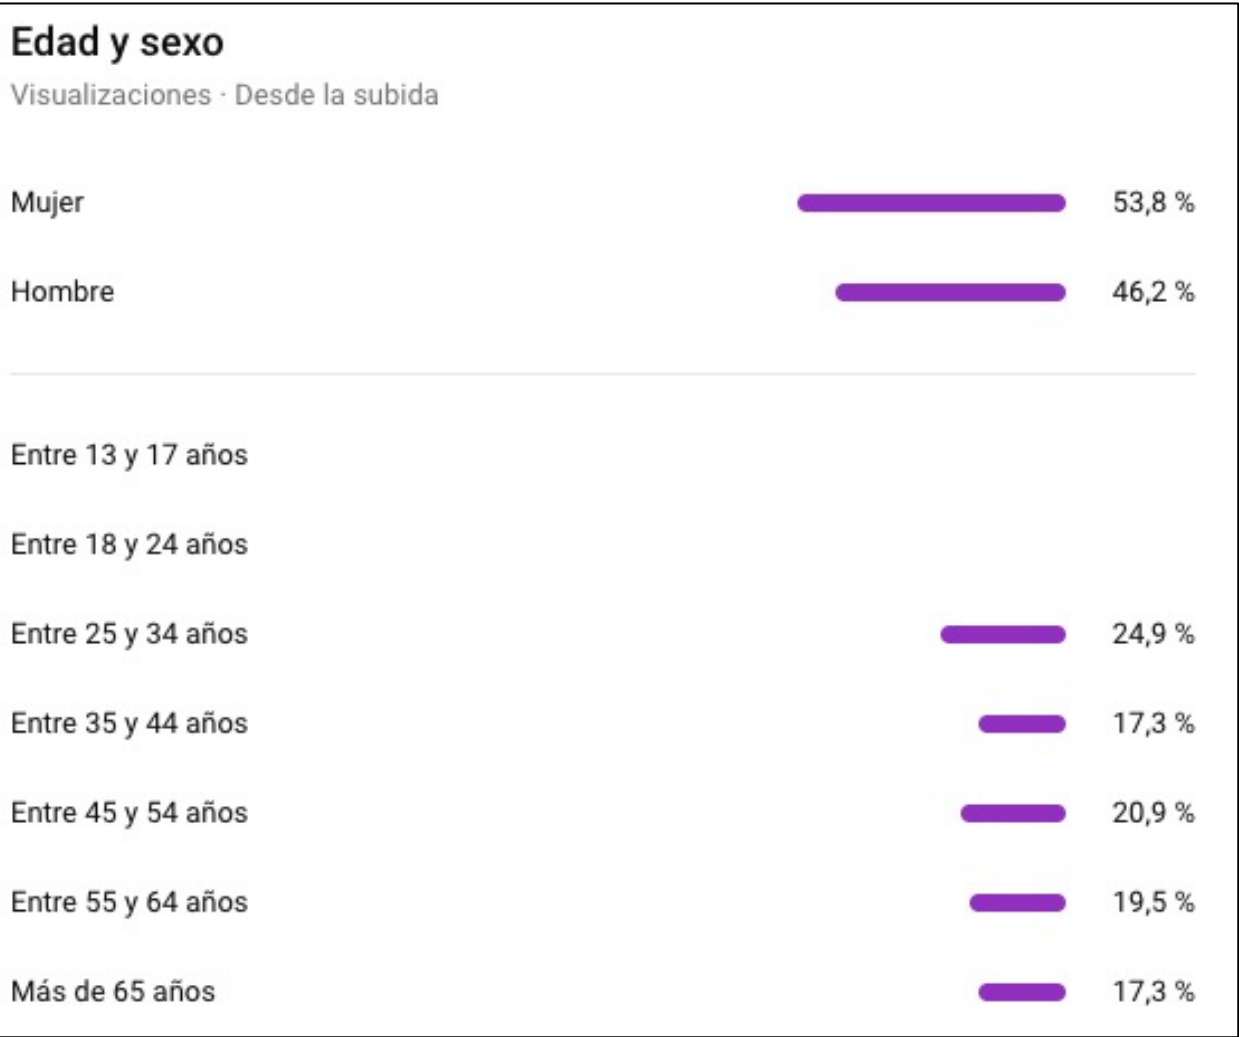 Edad y sexo
Visualizaciones · Desde la subida
Mujer 53,8 %
Hombre 46,2 %
Entre 13 y 17 años
Entre 18 y 24 años
Entre 25 y 34 años 24,9 %
Entre 35 y 44 años 17,3 %
Entre 45 y 54 años 20,9 %
Entre 55 y 64 años 19,5 %
Más de 65 años 17,3 %